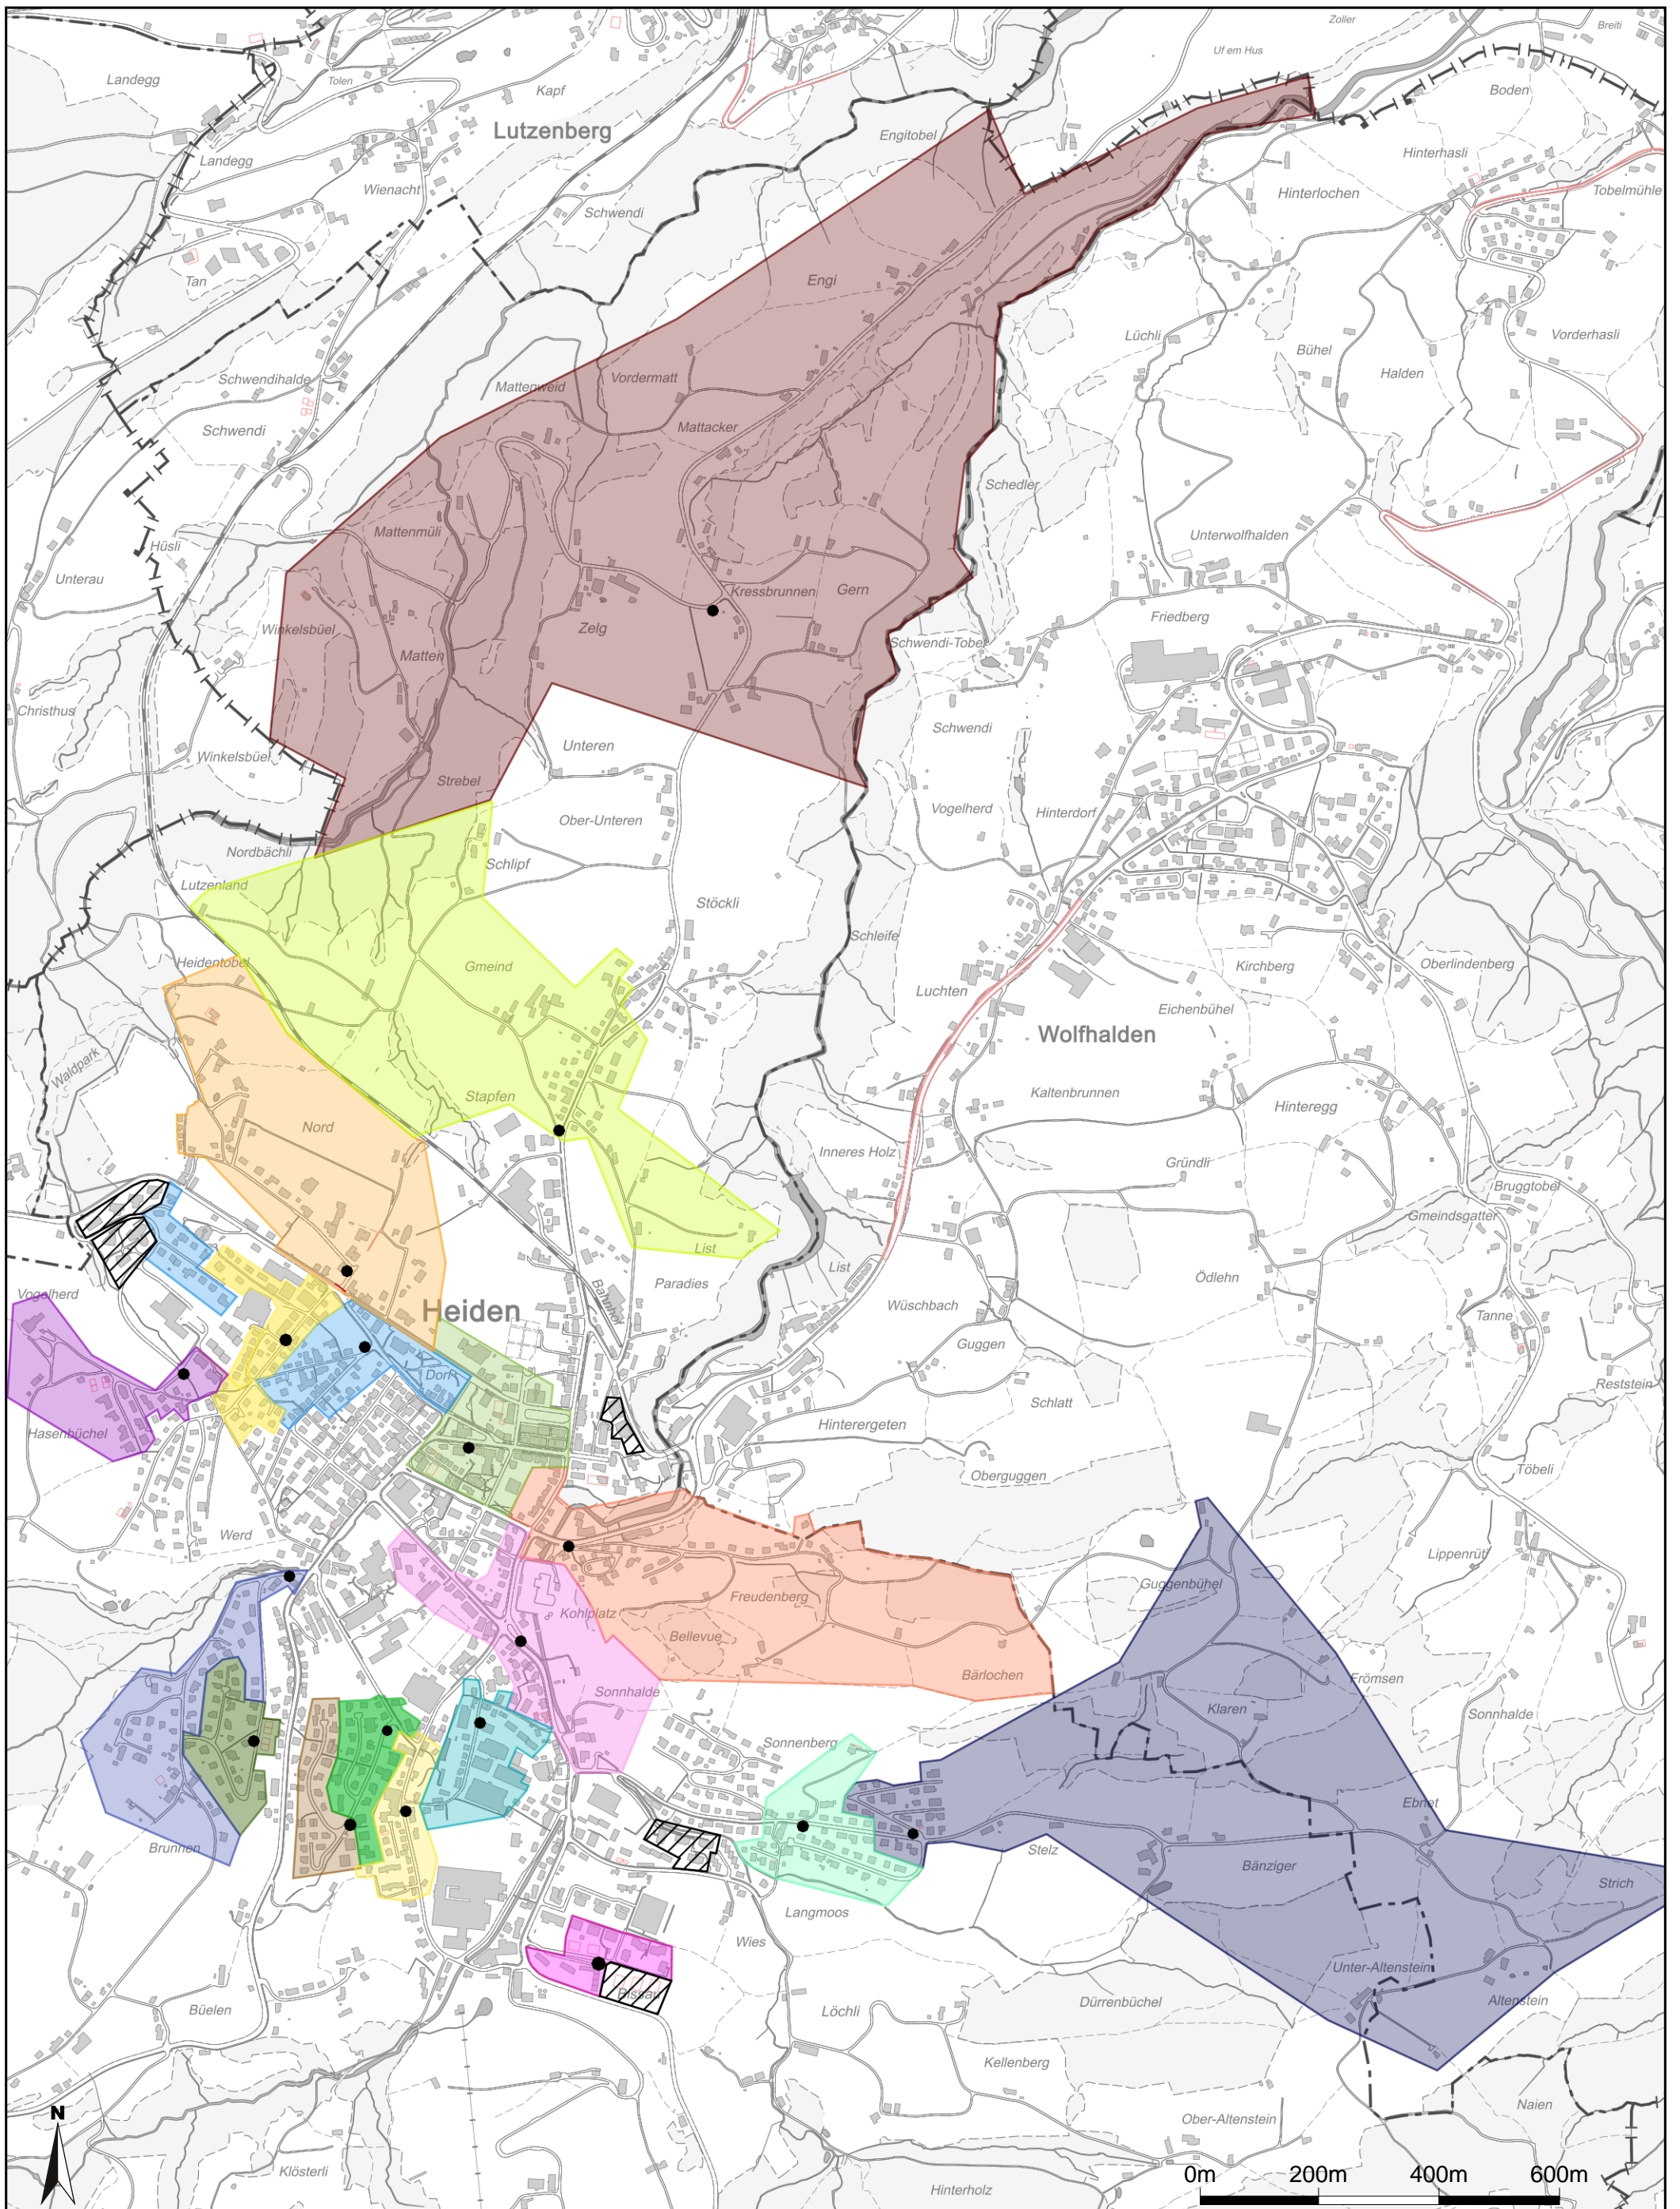 Zoller
Breiti
Uf em Hus
Landegg
Tolen
Kapf
Boden
Lutzenberg
Engitobel
Landegg
Hinterhasli
Wienacht
Hinterlochen
Tobelmühle
Schwendi
Tan
Engi
Lüchli
Vorderhasli
Bühel
Halden
Schwendihalde
Mattenweid
Vordermatt
Schwendi
Mattacker
Schedler
Mattenmüli
Unterwolfhalden
Hüsli
Unterau
Kressbrunnen
Gern
Friedberg
Winkelsbüel
Zelg
Schwendi-Tobel
Matten
Christhus
Schwendi
Unteren
Winkelsbüel
Strebel
Vogelherd
Hinterdorf
Ober-Unteren
Nordbächli
Schlipf
Lutzenland
Stöckli
Schleife
Heidentobel
Gmeind
Kirchberg
Oberlindenberg
Luchten
Eichenbühel
Wolfhalden
Waldpark
Stapfen
Kaltenbrunnen
Hinteregg
Nord
Inneres Holz
Gründli
Bruggtobel
Gmeindsgatter
List
List
Paradies
Ödlehn
Vogelherd
Bahnhof
Wüschbach
Heiden
Tanne
Guggen
Dorf
Reststein
Schlatt
Hasenbüchel
Hinterergeten
Oberguggen
Töbeli
Werd
Lippenrüti
Guggenbühel
Freudenberg
Kohlplatz
Bellevue
Bärlochen
Frömsen
Sonnhalde
Klaren
Sonnhalde
Sonnenberg
Ebnet
Brunnen
Stelz
Bänziger
Strich
Langmoos
Wies
Unter-Altenstein
Bissau
Altenstein
Büelen
Löchli
Dürrenbüchel
Kellenberg
Naien
N
Ober-Altenstein
Klösterli
0m 200m 400m 600m
Hinterholz